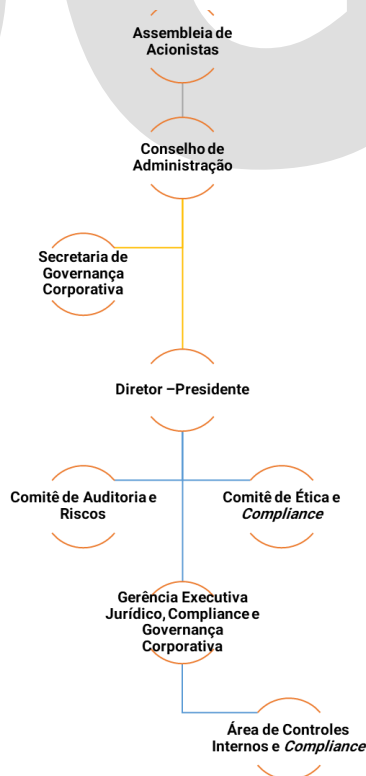 Assembleia de
Acionistas
Conselho de
Administração
Secretaria de
Governança
Corporativa
Diretor –Presidente
Comitê de Auditoria e
Riscos
Comitê de Ética e
Compliance
Gerência Executiva
Jurídico, Compliance e
Governança
Corporativa
Área de Controles
Internos e Compliance